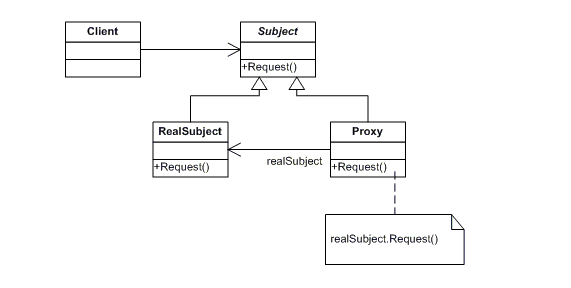 Client
Subject
+Request()
RealSubject
Proxy
+Request()
realSubject
+Request()
realSubject.Request()